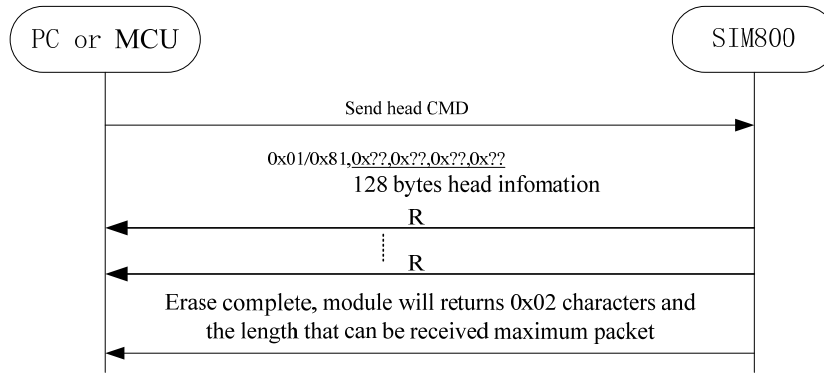 PC or MCU
SIM800
Send head CMD
0x01/0x81,0x??,0x??,0x??,0x??
128 bytes head infomation
R
R
Erase complete, module will returns 0x02 characters and
the length that can be received maximum packet